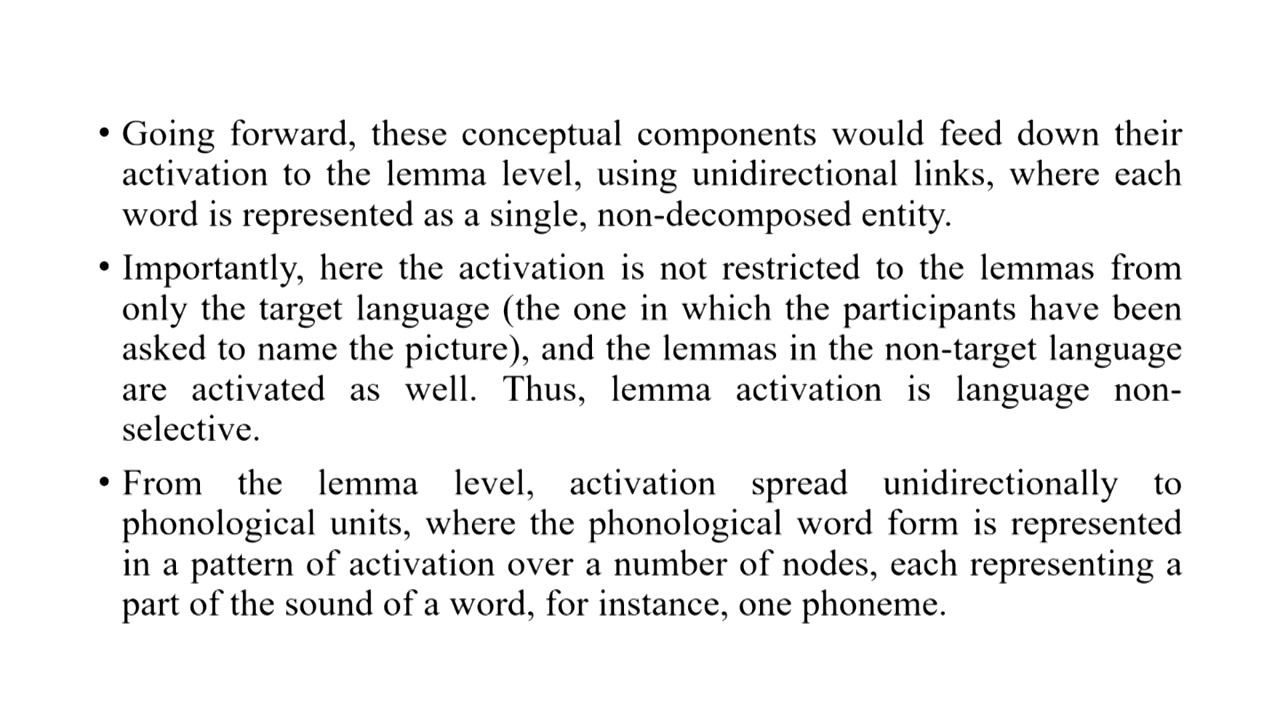 • Going forward, these conceptual components would feed down their
activation to the lemma level, using unidirectional links, where each
word is represented as a single, non-decomposed entity.
• Importantly, here the activation is not restricted to the lemmas from
only the target language (the one in which the participants have been
asked to name the picture), and the lemmas in the non-target language
are activated as well. Thus, lemma activation is language non-
selective.
• From the lemma level, activation spread unidirectionally to
phonological units, where the phonological word form is represented
in a pattern of activation over a number of nodes, each representing a
part of the sound of a word, for instance, one phoneme.